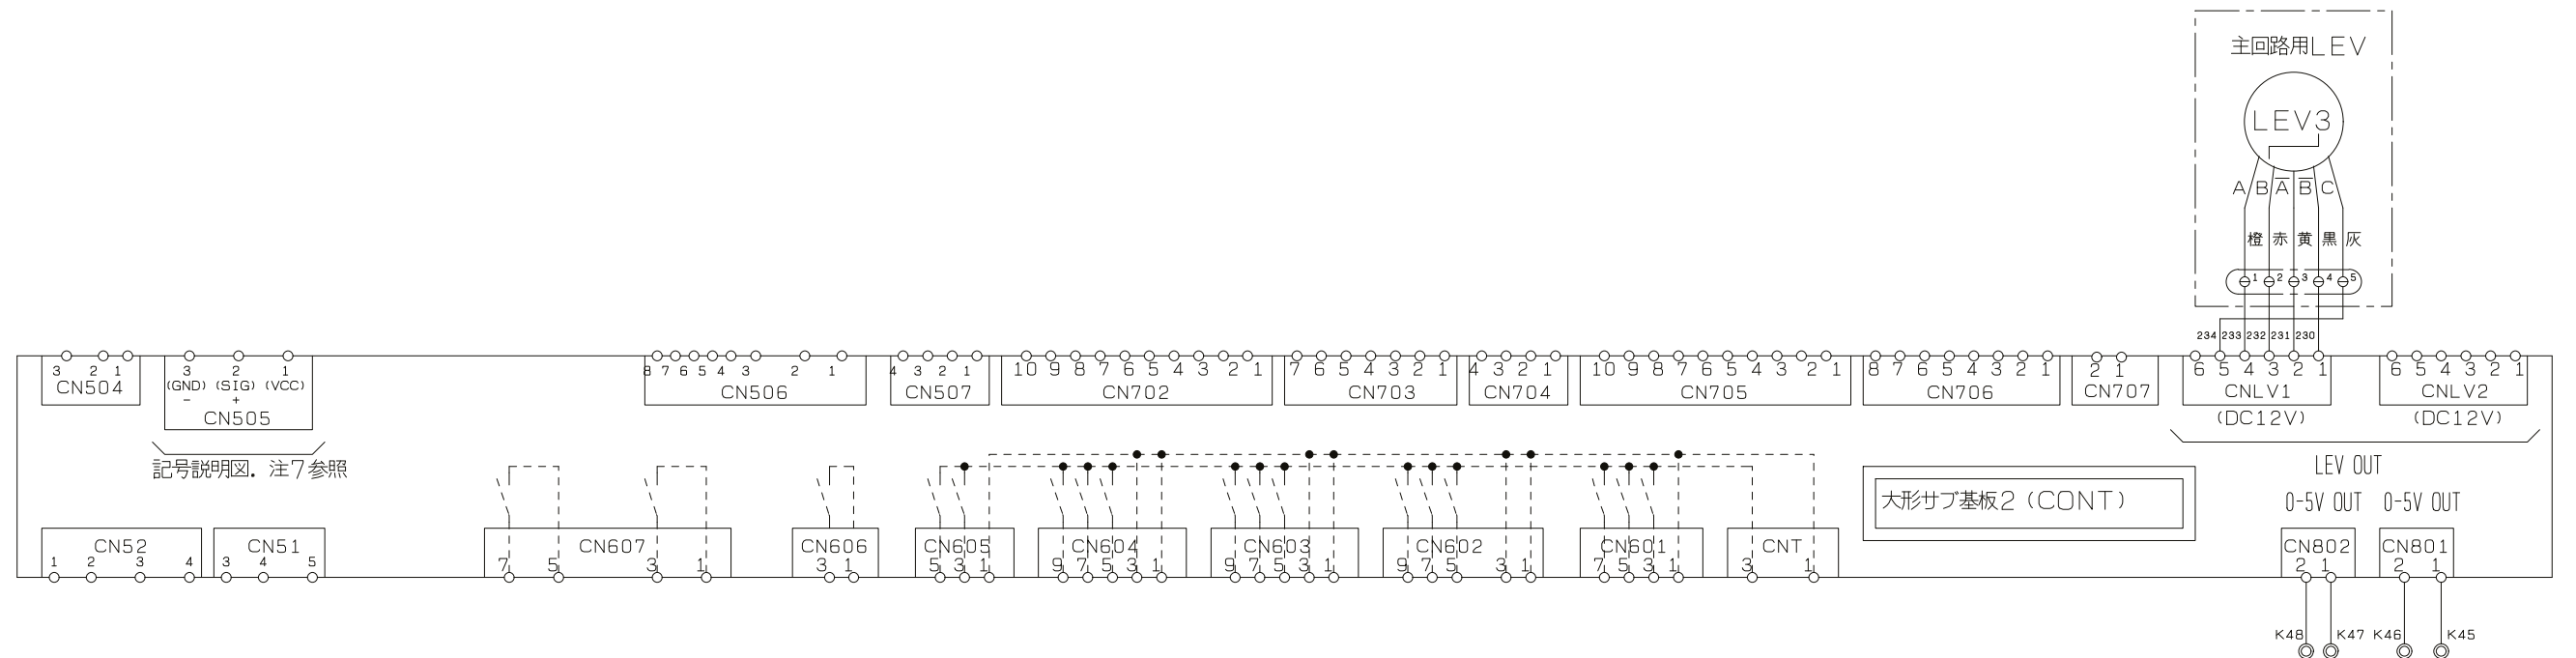 主回路用LEV
LEV3
A B A̅ B̅ C
橙 赤 黄 黒 灰
1 2 3 4 5
234 233 232 231 230
3 2 1
CN504
3 2 1
(GND) (SIG) (VCC)
− +
CN505
8 7 6 5 4 3 2 1
CN506
4 3 2 1
CN507
10 9 8 7 6 5 4 3 2 1
CN702
7 6 5 4 3 2 1
CN703
4 3 2 1
CN704
10 9 8 7 6 5 4 3 2 1
CN705
8 7 6 5 4 3 2 1
CN706
2 1
CN707
6 5 4 3 2 1
CNLV1
(DC12V)
6 5 4 3 2 1
CNLV2
(DC12V)
記号説明図．注7参照
LEV OUT
大形サブ基板2(CONT)
0-5V OUT 0-5V OUT
CN52
1 2 3 4
CN51
3 4 5
CN607
7 5 3 1
CN606
3 1
CN605
5 3 1
CN604
9 7 5 3 1
CN603
9 7 5 3 1
CN602
9 7 5 3 1
CN601
7 5 3 1
CNT
3 1
CN802
2 1
CN801
2 1
K48 K47 K46 K45